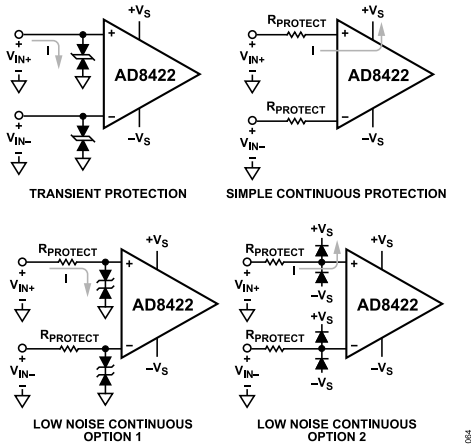 +VS
VIN+
+
−
I
+
AD8422
−
VIN−
+
−
−VS
TRANSIENT PROTECTION
+VS
RPROTECT
VIN+
+
−
I
+
AD8422
RPROTECT
−
VIN−
+
−
−VS
SIMPLE CONTINUOUS PROTECTION
+VS
RPROTECT
VIN+
+
−
I
+
AD8422
RPROTECT
−
VIN−
+
−
−VS
LOW NOISE CONTINUOUS
OPTION 1
+VS
+VS
RPROTECT
VIN+
+
−
I
+
−VS
AD8422
+VS
RPROTECT
−
VIN−
+
−
−VS
−VS
LOW NOISE CONTINUOUS
OPTION 2
064